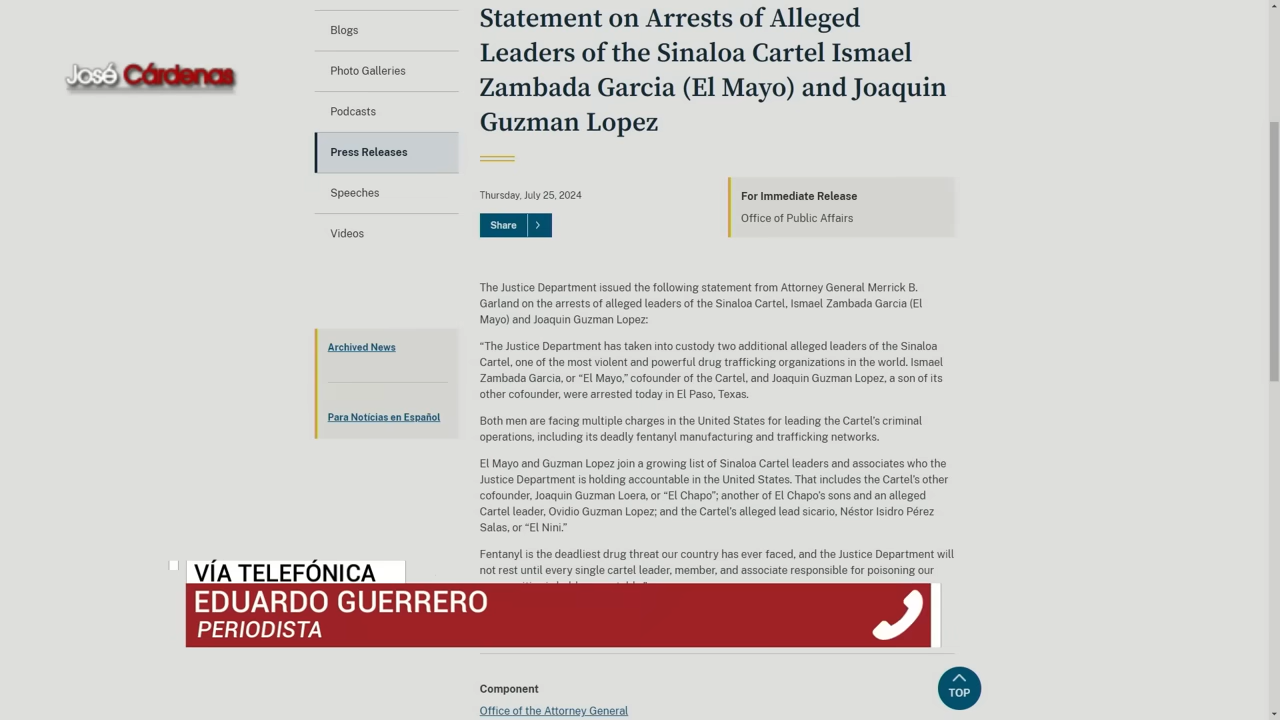 José Cárdenas
Blogs
Photo Galleries
Podcasts
Press Releases
Speeches
Videos
Archived News
Para Noticias en Español
Statement on Arrests of Alleged
Leaders of the Sinaloa Cartel Ismael
Zambada Garcia (El Mayo) and Joaquin
Guzman Lopez
Thursday, July 25, 2024
Share
For Immediate Release
Office of Public Affairs
The Justice Department issued the following statement from Attorney General Merrick B.
Garland on the arrests of alleged leaders of the Sinaloa Cartel, Ismael Zambada Garcia (El
Mayo) and Joaquin Guzman Lopez:
“The Justice Department has taken into custody two additional alleged leaders of the Sinaloa
Cartel, one of the most violent and powerful drug trafficking organizations in the world. Ismael
Zambada Garcia, or “El Mayo,” cofounder of the Cartel, and Joaquin Guzman Lopez, a son of its
other cofounder, were arrested today in El Paso, Texas.
Both men are facing multiple charges in the United States for leading the Cartel’s criminal
operations, including its deadly fentanyl manufacturing and trafficking networks.
El Mayo and Guzman Lopez join a growing list of Sinaloa Cartel leaders and associates who the
Justice Department is holding accountable in the United States. That includes the Cartel’s other
cofounder, Joaquin Guzman Loera, or “El Chapo”; another of El Chapo’s sons and an alleged
Cartel leader, Ovidio Guzman Lopez; and the Cartel’s alleged lead sicario, Néstor Isidro Pérez
Salas, or “El Nini.”
Fentanyl is the deadliest drug threat our country has ever faced, and the Justice Department will
not rest until every single cartel leader, member, and associate responsible for poisoning our
VÍA TELEFÓNICA
EDUARDO GUERRERO
PERIODISTA
Component
Office of the Attorney General
TOP